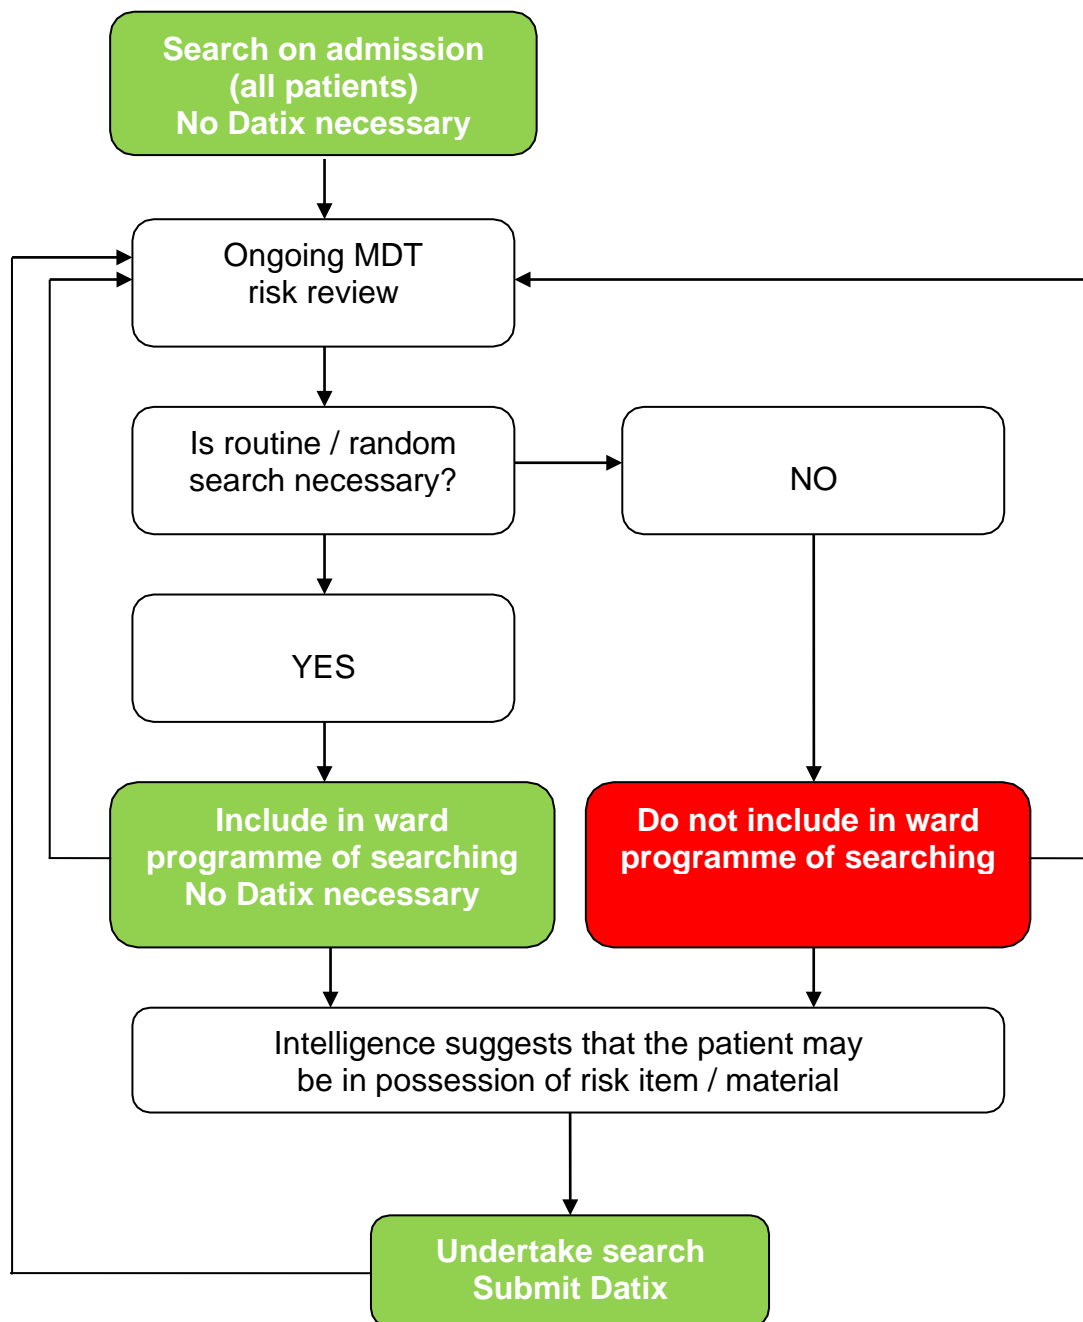 Search on admission
(all patients)
No Datix necessary
Ongoing MDT
risk review
Is routine / random
search necessary?
NO
YES
Include in ward
programme of searching
No Datix necessary
Do not include in ward
programme of searching
Intelligence suggests that the patient may
be in possession of risk item / material
Undertake search
Submit Datix